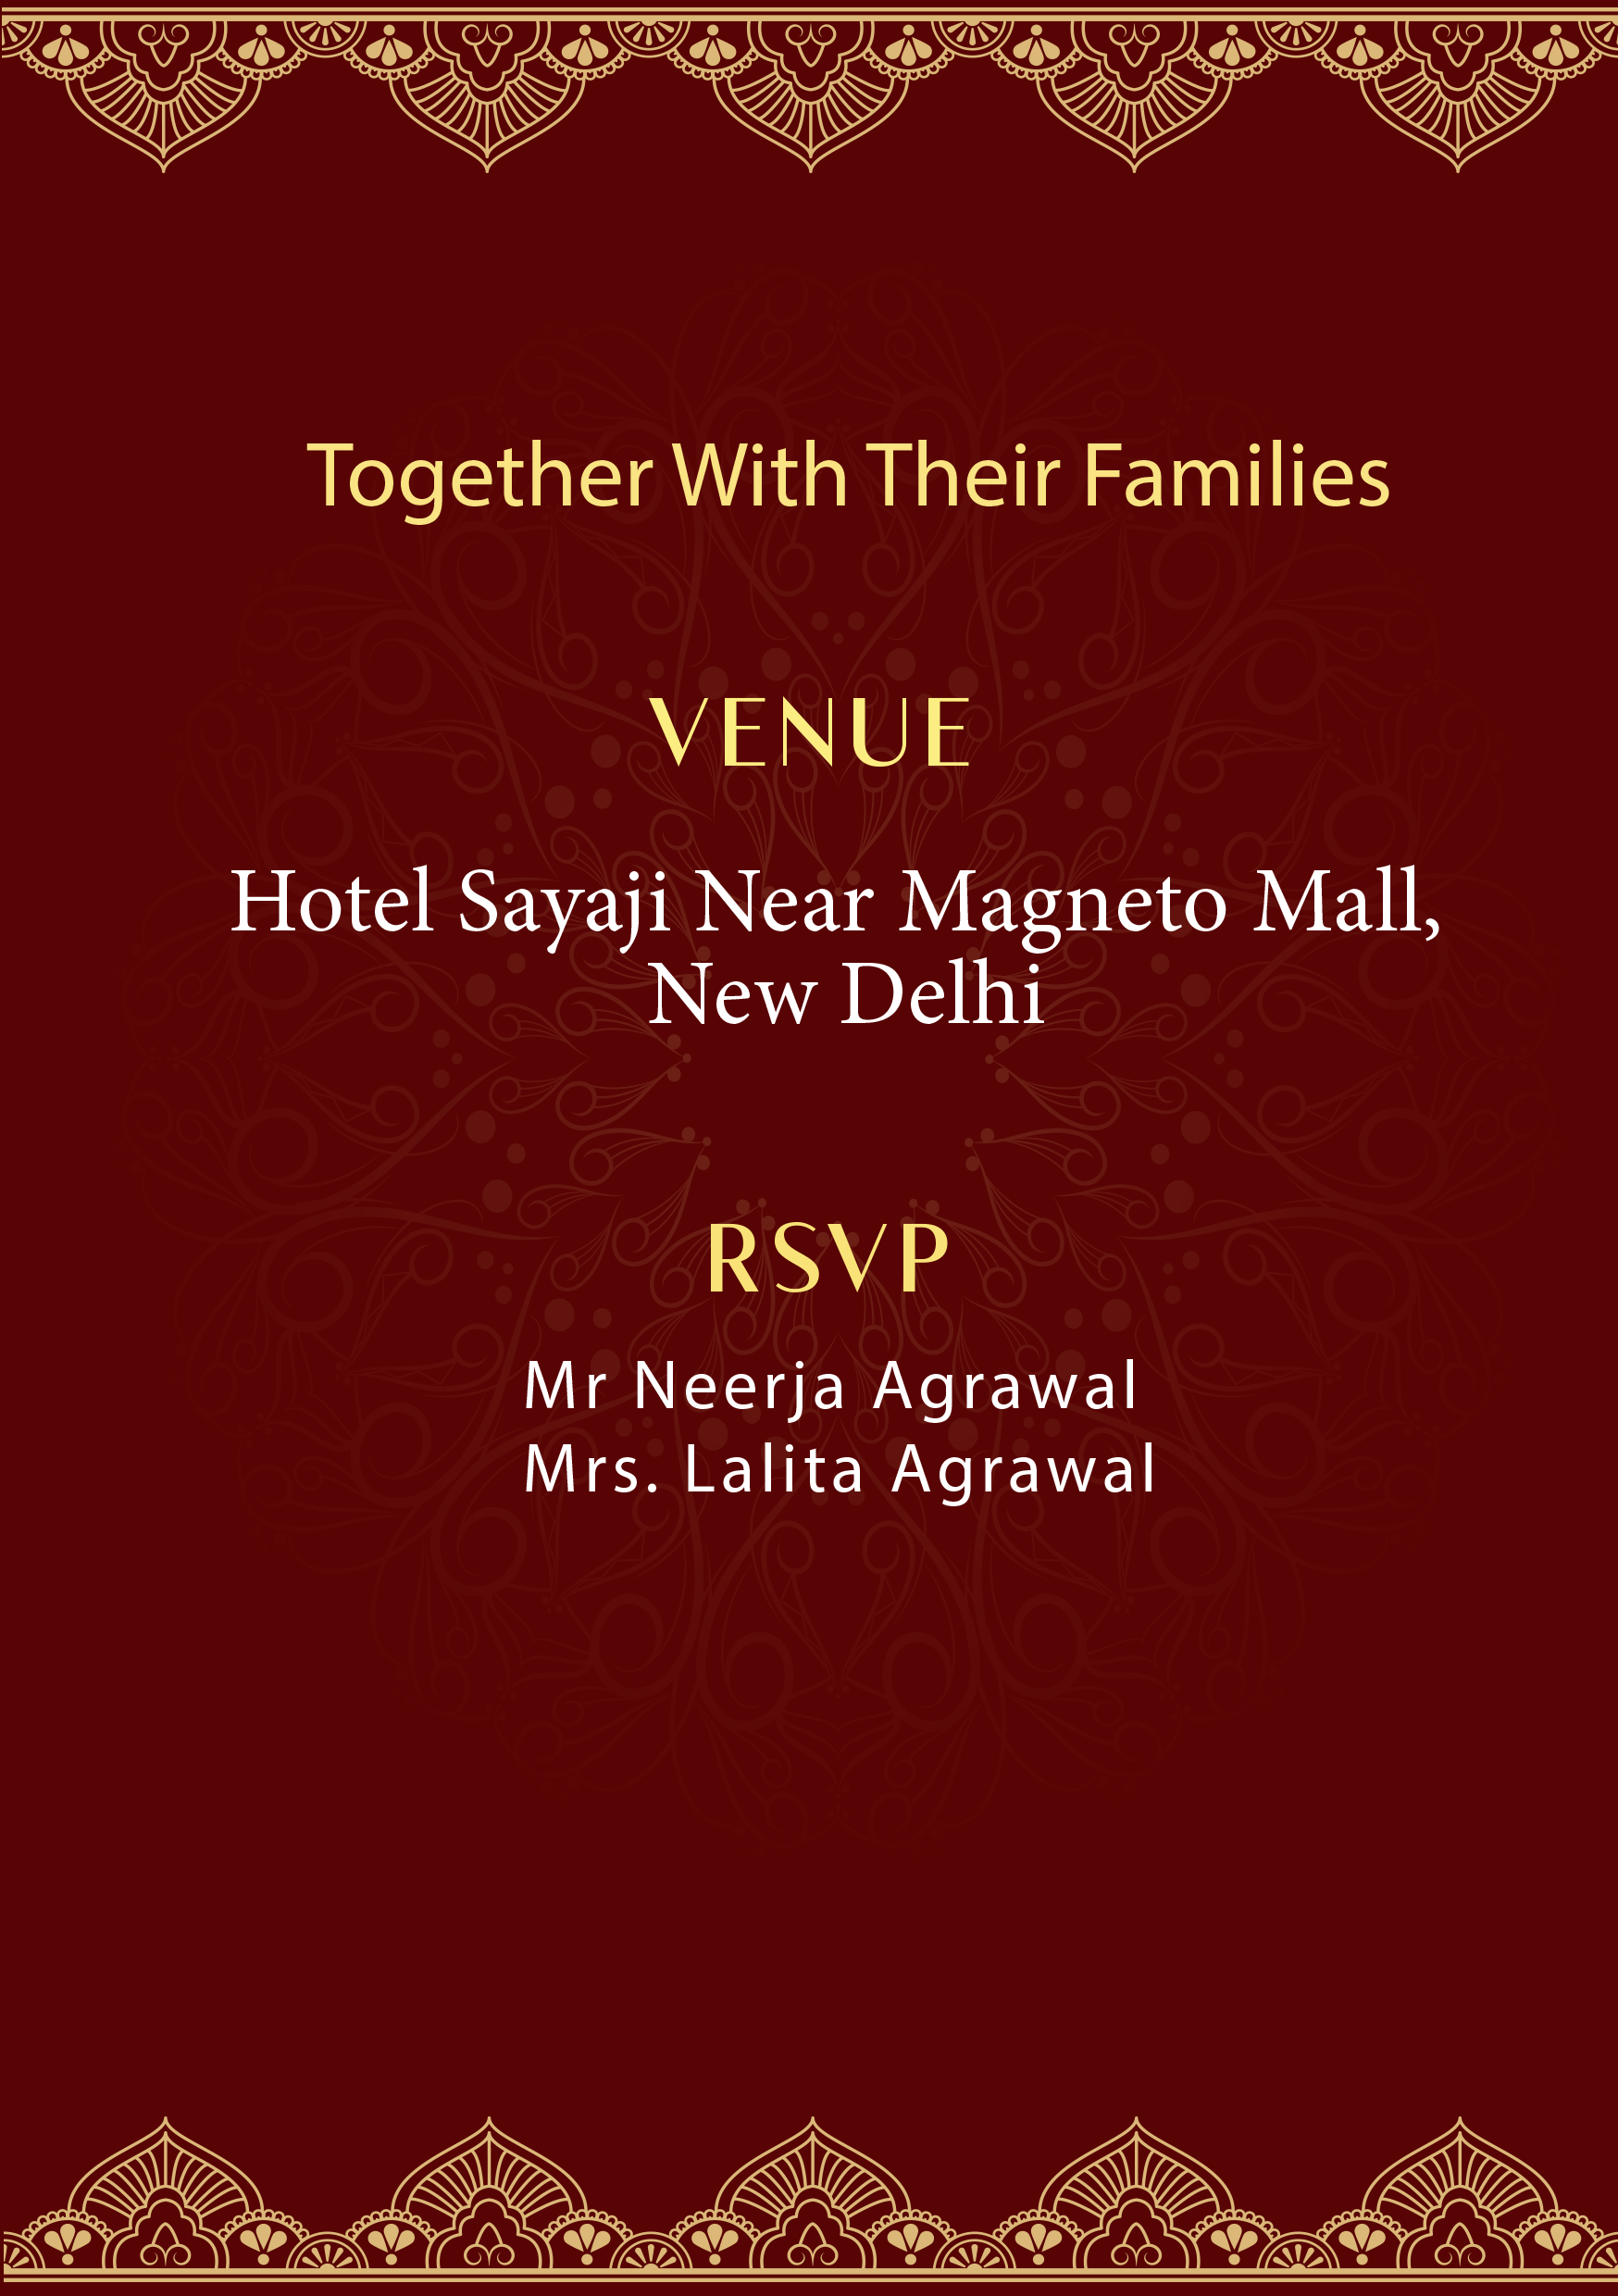 Together With Their Families
VENUE
Hotel Sayaji Near Magneto Mall,
New Delhi
RSVP
Mr Neerja Agrawal
Mrs. Lalita Agrawal